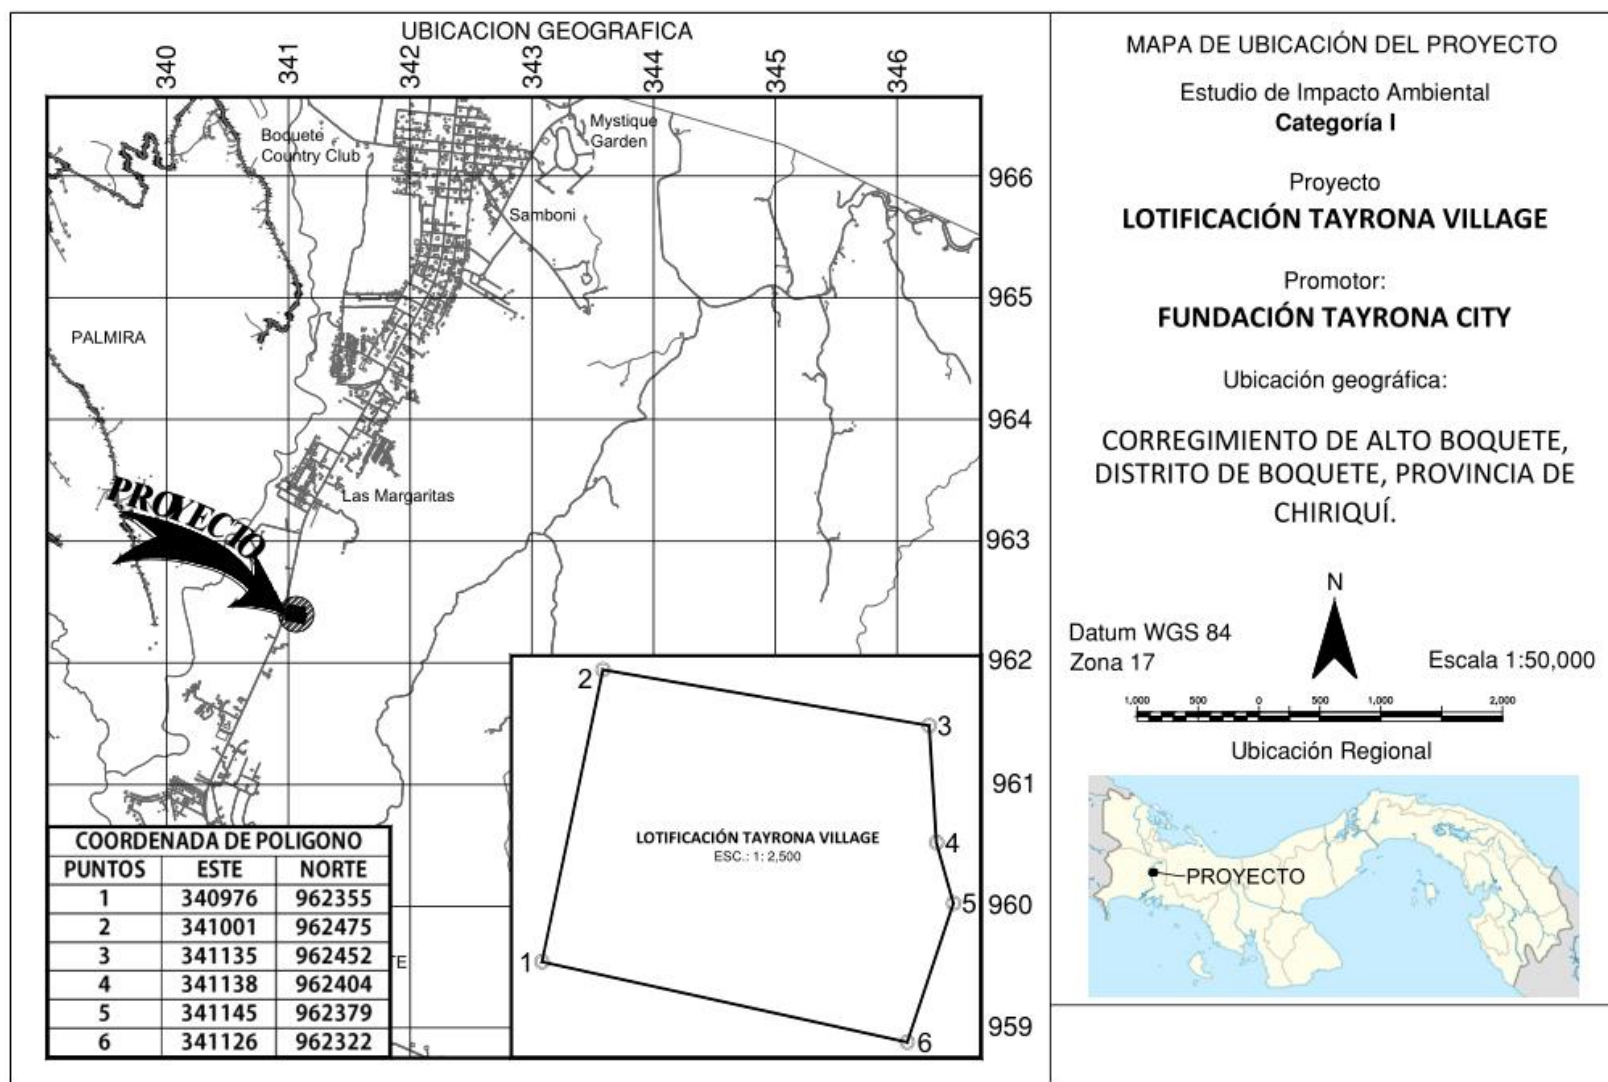 UBICACION GEOGRAFICA
340 341 342 343 344 345 346
Boquete
Country Club
Mystique
Garden
Samboni
PALMIRA
Las Margaritas
PROYECTO
966
965
964
963
962
961
960
959
TE
COORDENADA DE POLIGONO
PUNTOS ESTE NORTE
1 340976 962355
2 341001 962475
3 341135 962452
4 341138 962404
5 341145 962379
6 341126 962322
2
3
4
5
1
6
LOTIFICACIÓN TAYRONA VILLAGE
ESC.: 1: 2,500
MAPA DE UBICACIÓN DEL PROYECTO
Estudio de Impacto Ambiental
Categoría I
Proyecto
LOTIFICACIÓN TAYRONA VILLAGE
Promotor:
FUNDACIÓN TAYRONA CITY
Ubicación geográfica:
CORREGIMIENTO DE ALTO BOQUETE,
DISTRITO DE BOQUETE, PROVINCIA DE
CHIRIQUÍ.
N
Datum WGS 84
Zona 17
Escala 1:50,000
1,000 500 0 500 1,000 2,000
Ubicación Regional
PROYECTO